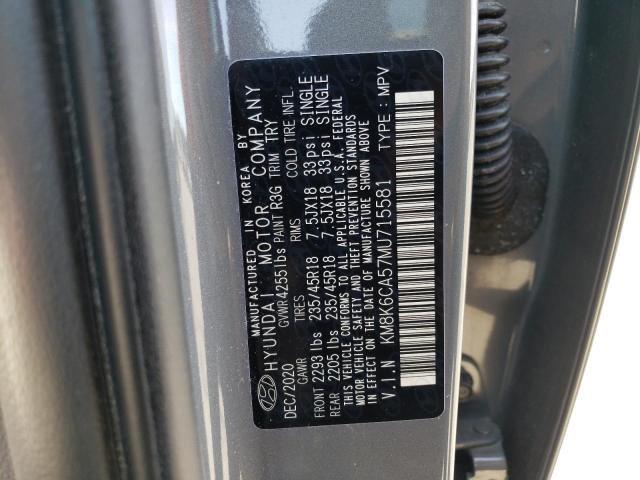 MANUFACTURED IN KOREA BY
HYUNDAI MOTOR COMPANY
DEC/2020 GVWR 4255lbs PAINT R3G TRIM TRY
GAWR TIRES RIMS COLD TIRE INFL.
FRONT 2293 lbs 235/45R18 7.5JX18 33psi SINGLE
REAR 2205 lbs 235/45R18 7.5JX18 33psi SINGLE
THIS VEHICLE CONFORMS TO ALL APPLICABLE U.S.A. FEDERAL
MOTOR VEHICLE SAFETY, AND THEFT PREVENTION STANDARDS
IN EFFECT ON THE DATE OF MANUFACTURE SHOWN ABOVE
V.I.N KM8K6CA57MU715581 TYPE : MPV